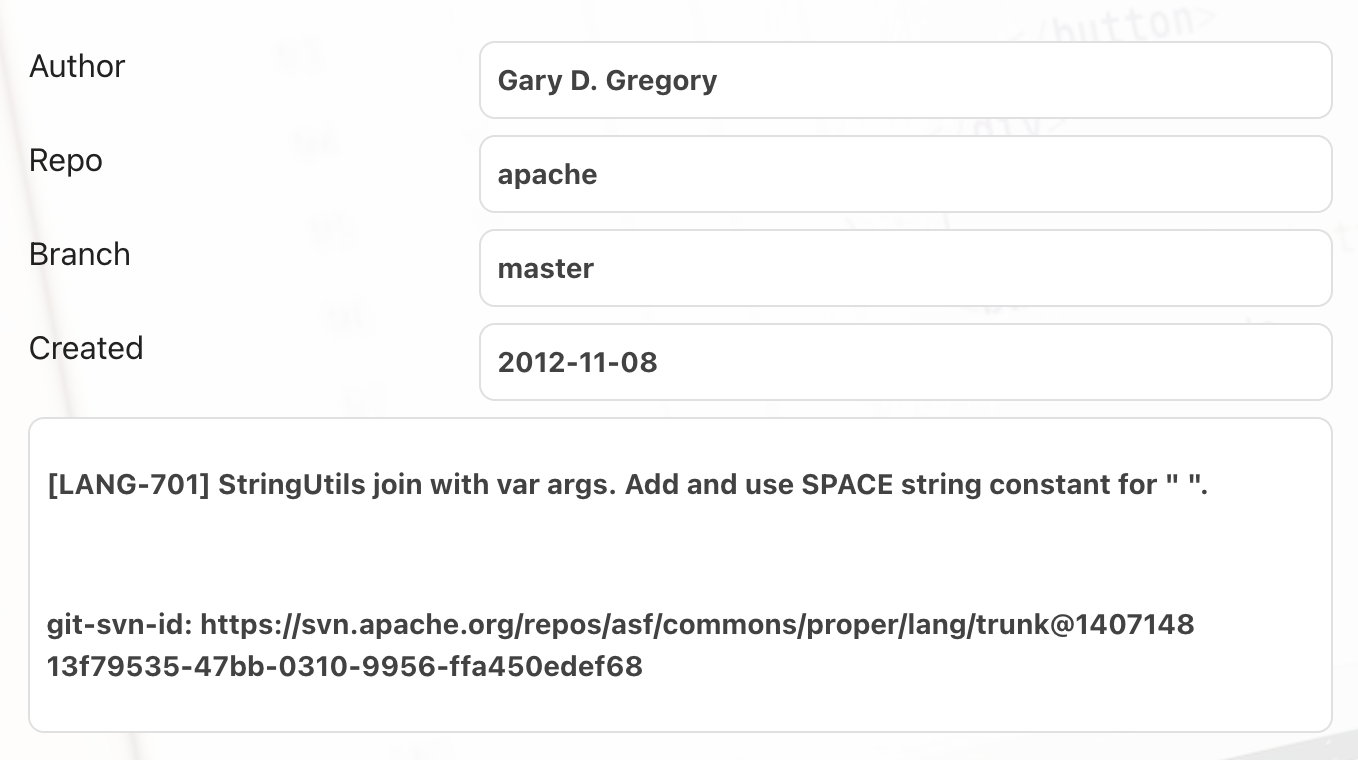 Author
Gary D. Gregory
Repo
apache
Branch
master
Created
2012-11-08
[LANG-701] StringUtils join with var args. Add and use SPACE string constant for " ".
git-svn-id: https://svn.apache.org/repos/asf/commons/proper/lang/trunk@1407148
13f79535-47bb-0310-9956-ffa450edef68